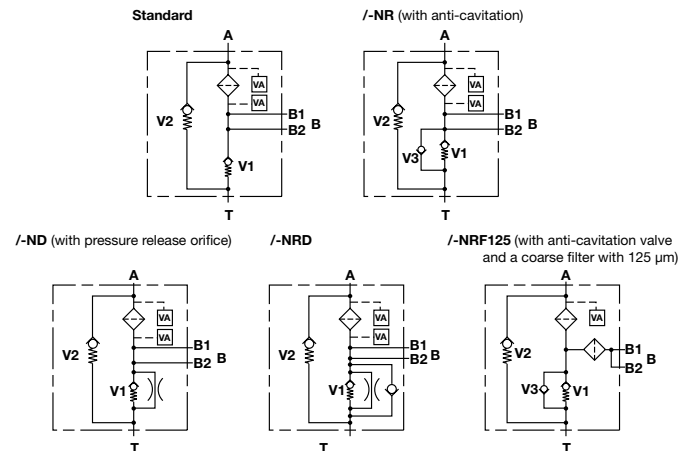 Standard
/-NR (with anti-cavitation)
A
VA
VA
V2
B1
B2 B
V1
T
A
VA
VA
V2
B1
B2 B
V3
V1
T
/-ND (with pressure release orifice)
/-NRD
/-NRF125 (with anti-cavitation valve
and a coarse filter with 125 µm)
A
VA
VA
B1
B2 B
V2
V1
T
A
VA
VA
B1
B2 B
V2
V1
T
A
VA
V2
B1
B
B2
V3
V1
T